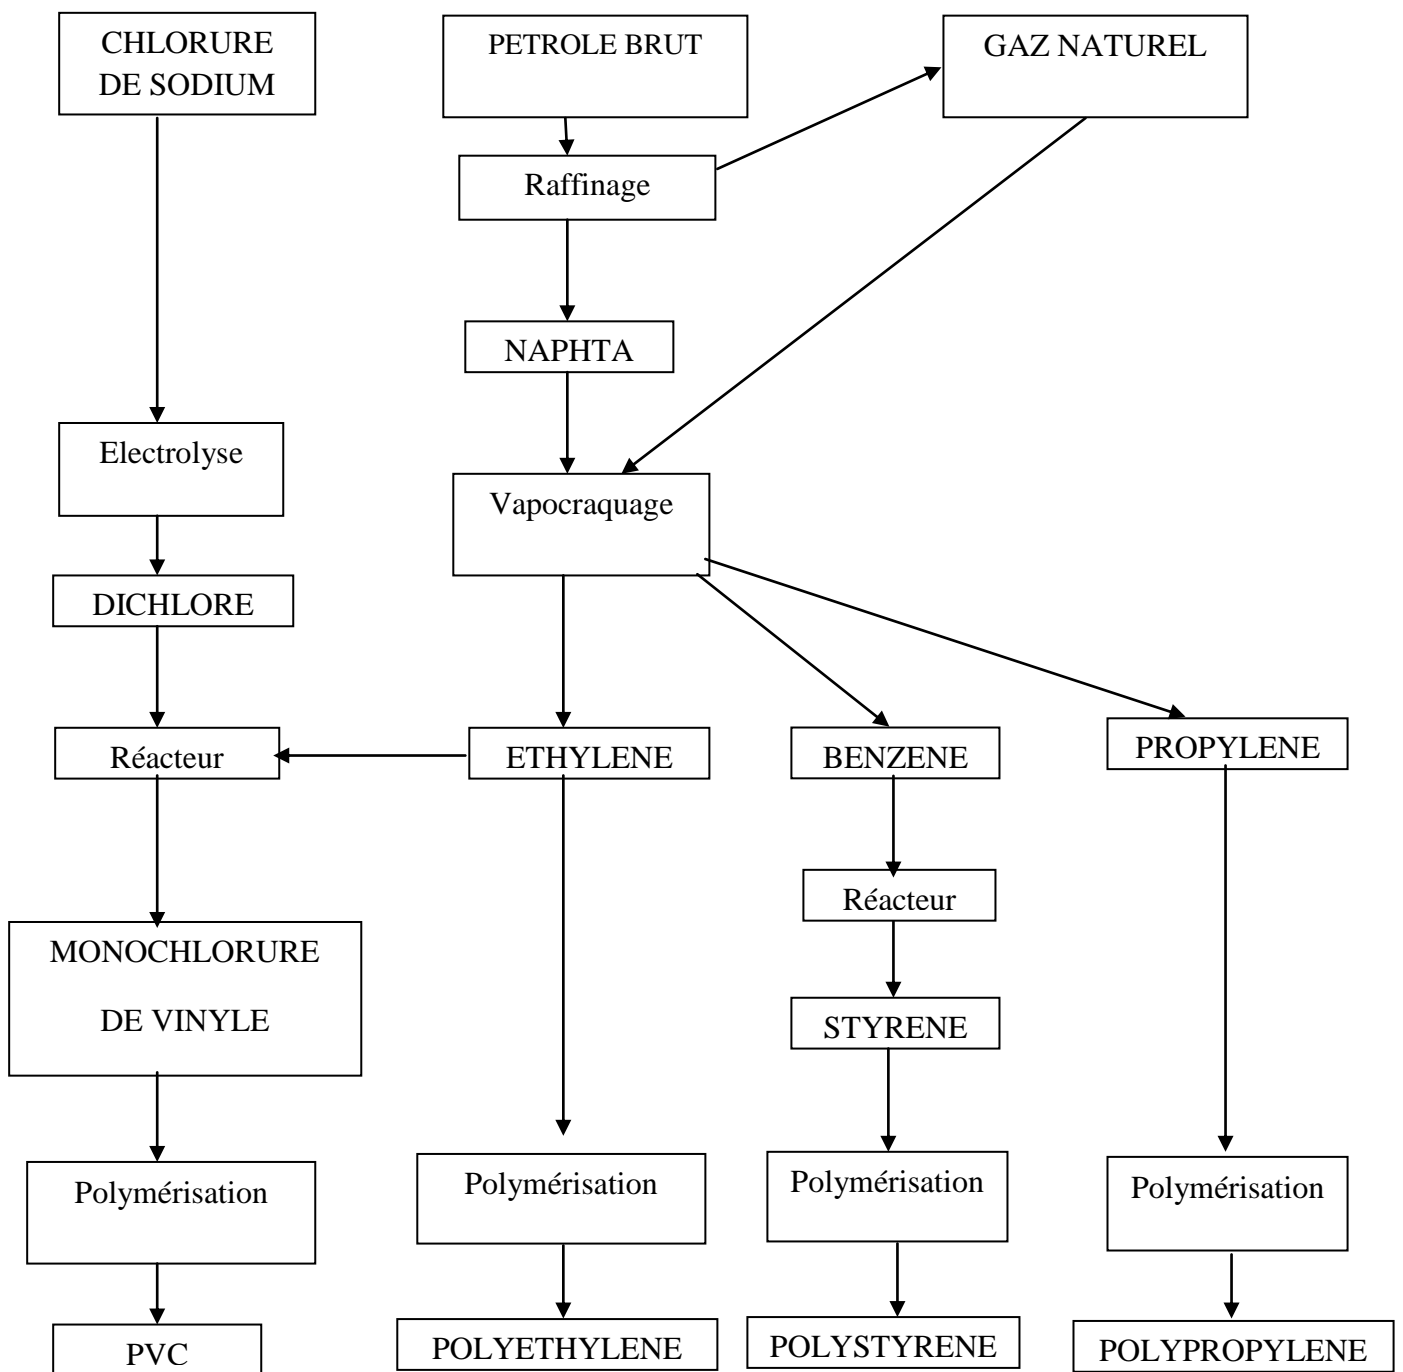 CHLORURE
DE SODIUM
PETROLE BRUT
GAZ NATUREL
Raffinage
NAPHTA
Electrolyse
Vapocraquage
DICHLORE
Réacteur
ETHYLENE
BENZENE
PROPYLENE
Réacteur
MONOCHLORURE
DE VINYLE
STYRENE
Polymérisation
Polymérisation
Polymérisation
Polymérisation
PVC
POLYETHYLENE
POLYSTYRENE
POLYPROPYLENE